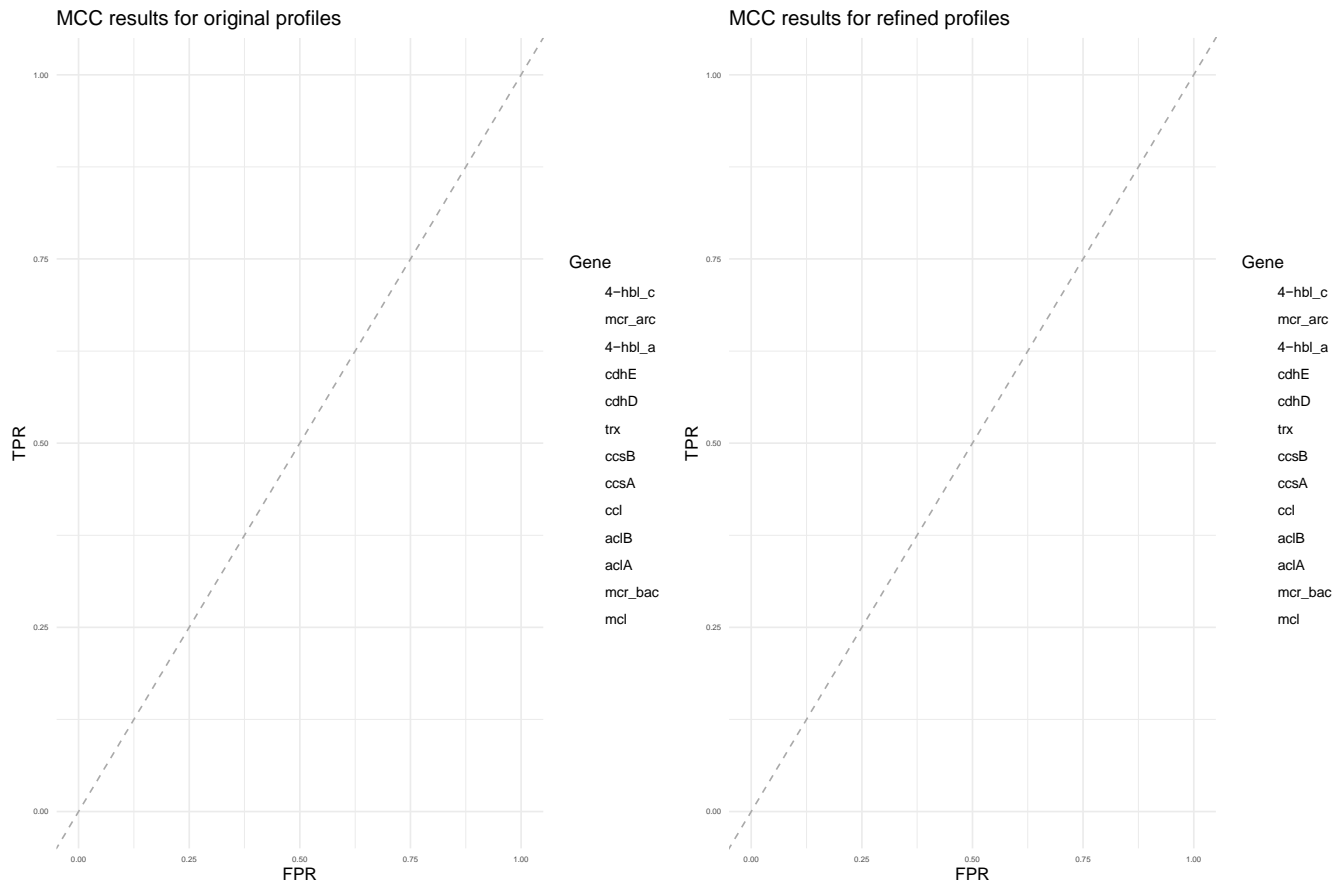 MCC results for original profiles
1.00
0.75
0.50
0.25
0.00
TPR
0.00 0.25 0.50 0.75 1.00
FPR
Gene
4−hbl_c
mcr_arc
4−hbl_a
cdhE
cdhD
trx
ccsB
ccsA
ccl
aclB
aclA
mcr_bac
mcl
MCC results for refined profiles
1.00
0.75
0.50
0.25
0.00
TPR
0.00 0.25 0.50 0.75 1.00
FPR
Gene
4−hbl_c
mcr_arc
4−hbl_a
cdhE
cdhD
trx
ccsB
ccsA
ccl
aclB
aclA
mcr_bac
mcl